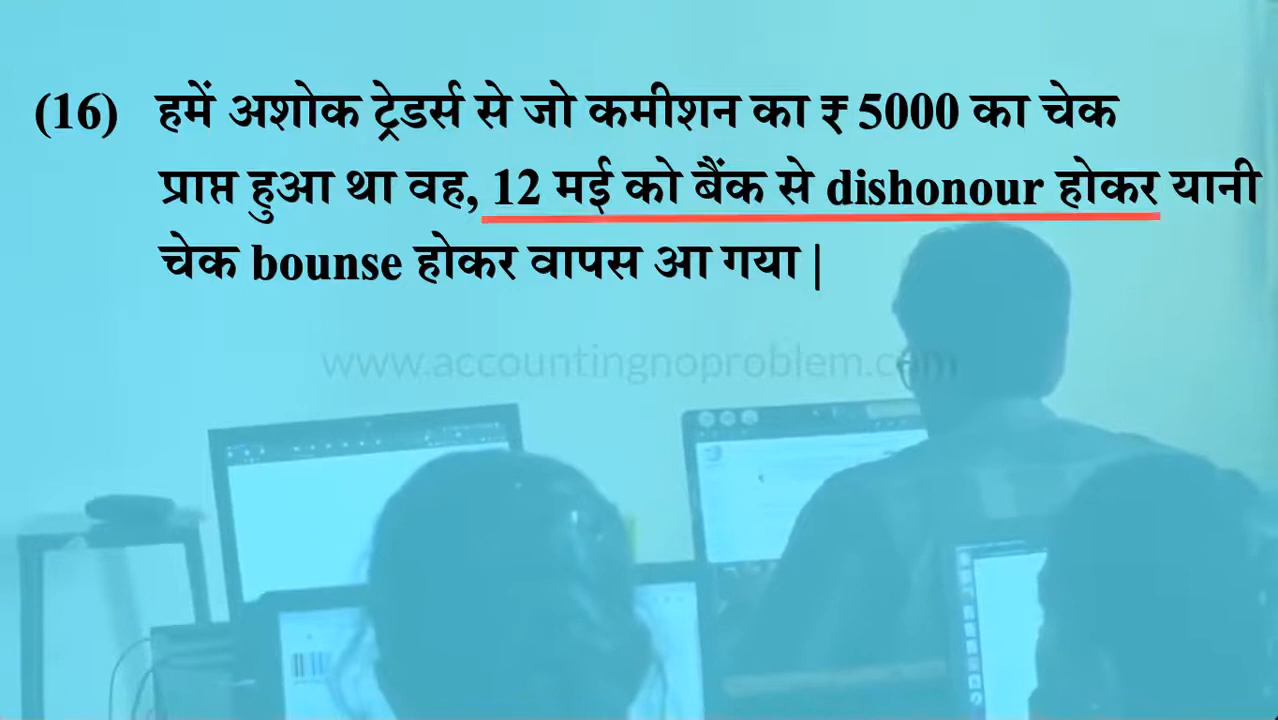 (16) हमें अशोक ट्रेडर्स से जो कमीशन का ₹ 5000 का चेक
प्राप्त हुआ था वह, 12 मई को बैंक से dishonour होकर यानी
चेक bounse होकर वापस आ गया |
www.accountingnoproblem.com